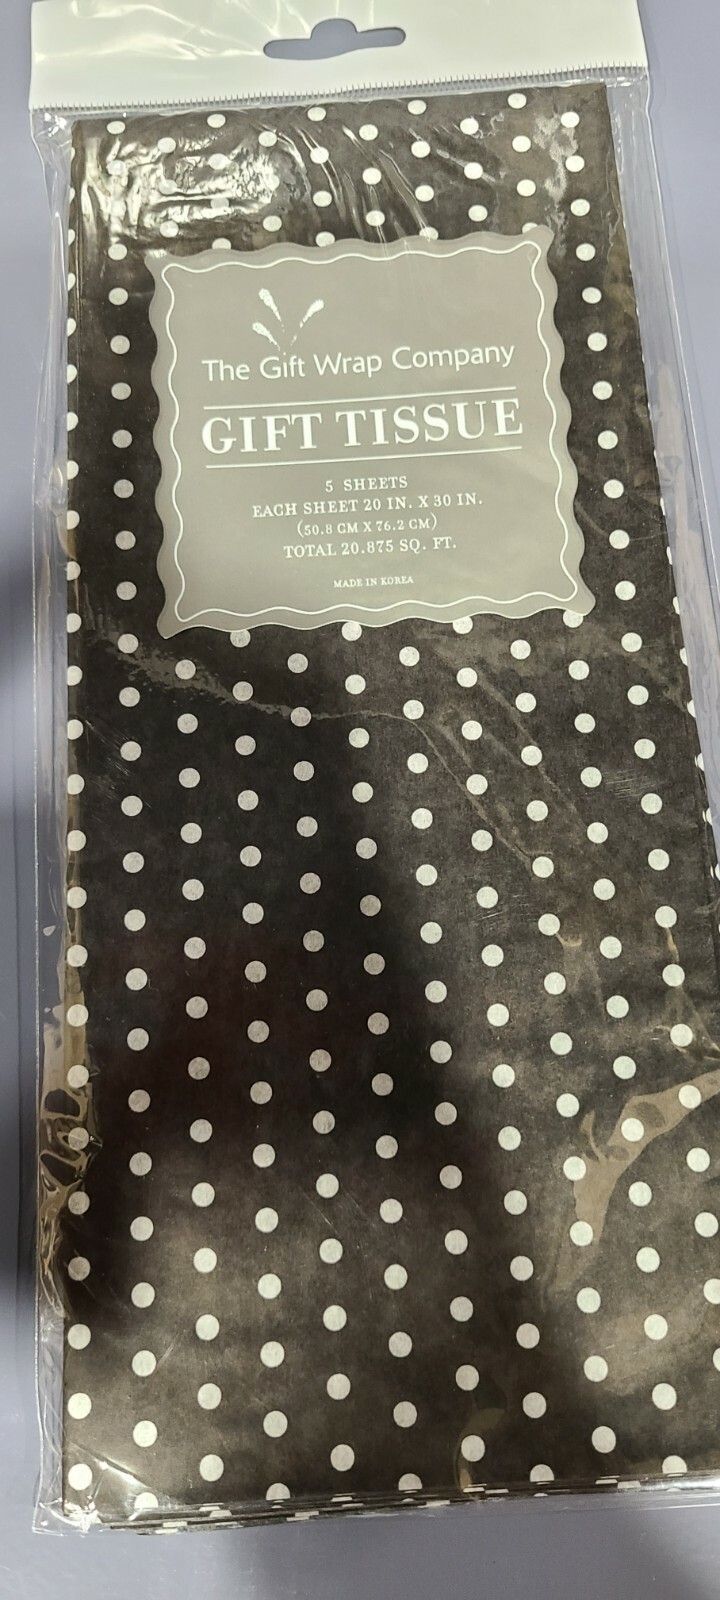 The Gift Wrap Company
GIFT TISSUE
5 SHEETS
EACH SHEET 20 IN. X 30 IN.
(50.8 CM X 76.2 CM)
TOTAL 20.875 SQ. FT.
MADE IN KOREA